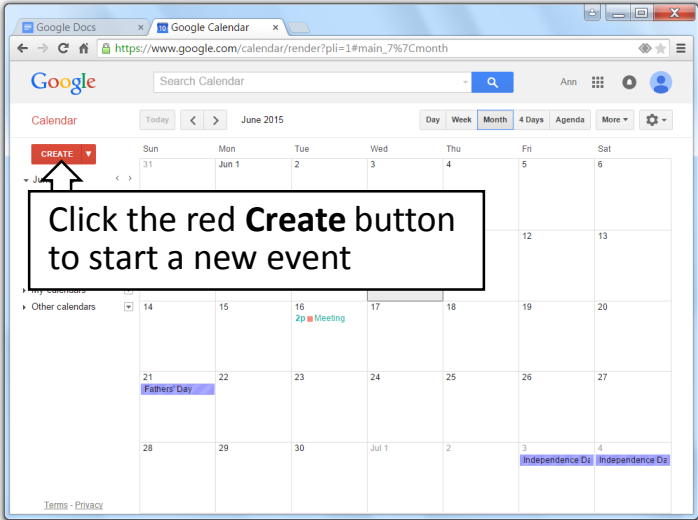 Google Docs
Google Calendar
https://www.google.com/calendar/render?pli=1#main_7%7Cmonth
Google
Search Calendar
Ann
Calendar
Today
June 2015
Day Week Month 4 Days Agenda More
CREATE
Sun Mon Tue Wed Thu Fri Sat
31 Jun 1 2 3 4 5 6
Click the red Create button
to start a new event
12 13
My calendars
Other calendars
14 15 16 17 18 19 20
2p Meeting
21 22 23 24 25 26 27
Fathers' Day
28 29 30 Jul 1 2 3 4
Independence Da Independence Da
Terms - Privacy